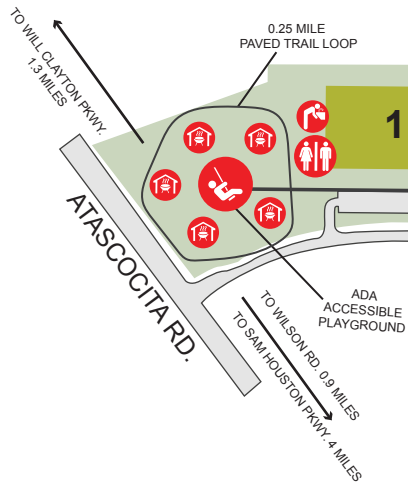 TO WILL CLAYTON PKWY.
1.3 MILES
0.25 MILE
PAVED TRAIL LOOP
1
ATASCOCITA RD.
ADA
ACCESSIBLE
PLAYGROUND
TO WILSON RD. 0.9 MILES
TO SAM HOUSTON PKWY. 4 MILES